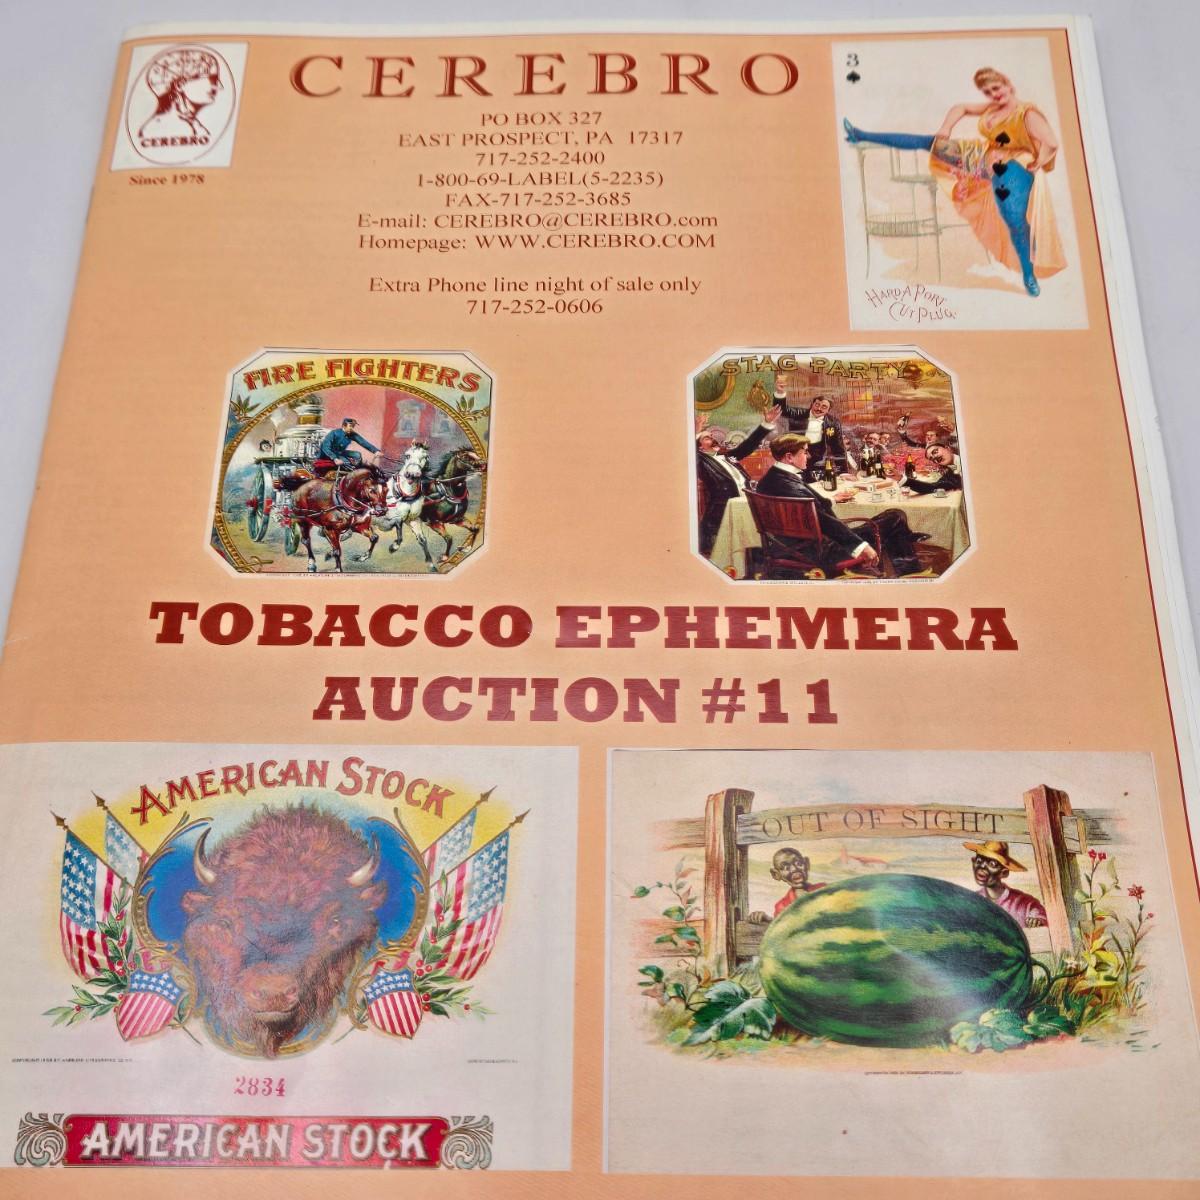 CEREBRO
CEREBRO
Since 1978
PO BOX 327
EAST PROSPECT, PA 17317
717-252-2400
1-800-69-LABEL(5-2235)
FAX-717-252-3685
E-mail: CEREBRO@CEREBRO.com
Homepage: WWW.CEREBRO.COM
Extra Phone line night of sale only
717-252-0606
3
HARD A PORT
CUT PLUG.
FIRE FIGHTERS
STAG PARTY
TOBACCO EPHEMERA
AUCTION #11
AMERICAN STOCK
2834
AMERICAN STOCK
OUT OF SIGHT